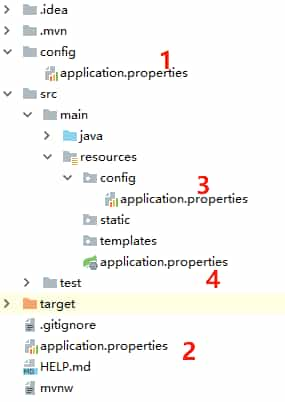 .idea
.mvn
config
1
application.properties
src
main
java
resources
config
3
application.properties
static
templates
application.properties
4
test
target
.gitignore
application.properties
2
HELP.md
mvnw